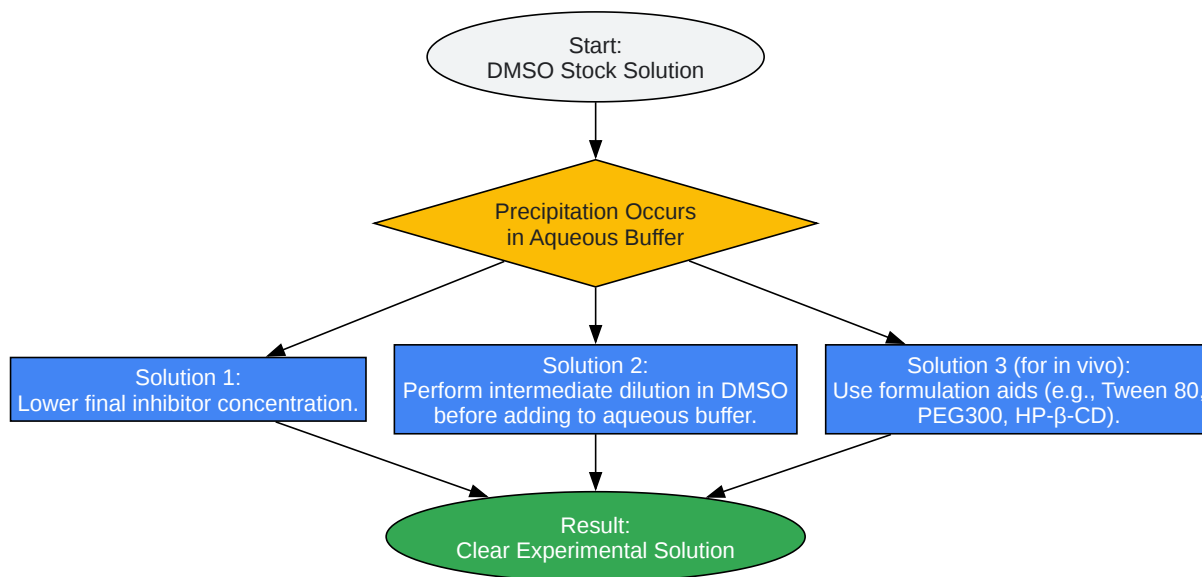 Start:
DMSO Stock Solution
Precipitation Occurs
in Aqueous Buffer
Solution 1:
Lower final inhibitor concentration.
Solution 2:
Perform intermediate dilution in DMSO
before adding to aqueous buffer.
Solution 3 (for in vivo):
Use formulation aids (e.g., Tween 80,
PEG300, HP-β-CD).
Result:
Clear Experimental Solution